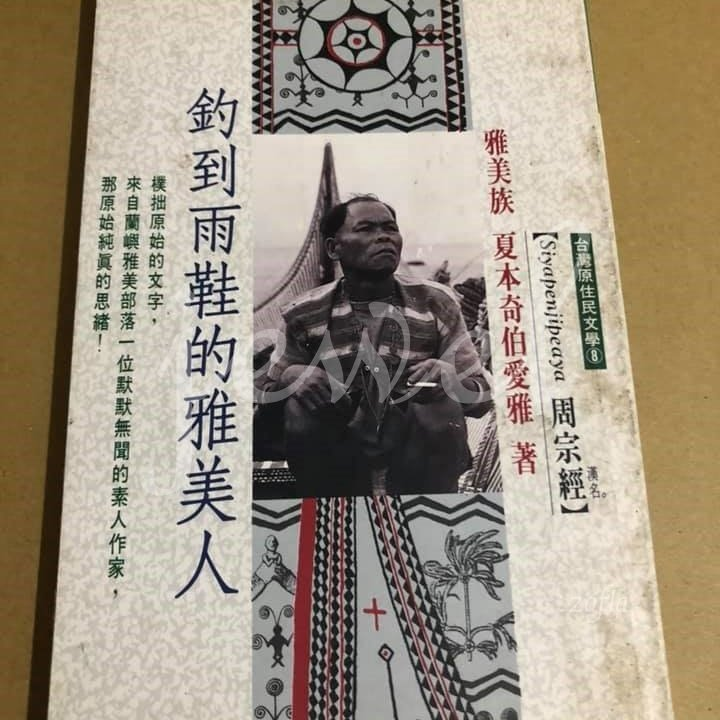 台灣原住民文學⑧
【Siyapenjipeaya 周宗經】漢名。
雅美族 夏本奇伯愛雅 著
釣到雨鞋的雅美人
樸拙原始的文字，
來自蘭嶼雅美部落一位默默無聞的素人作家，
那原始純真的思緒！
zgfla